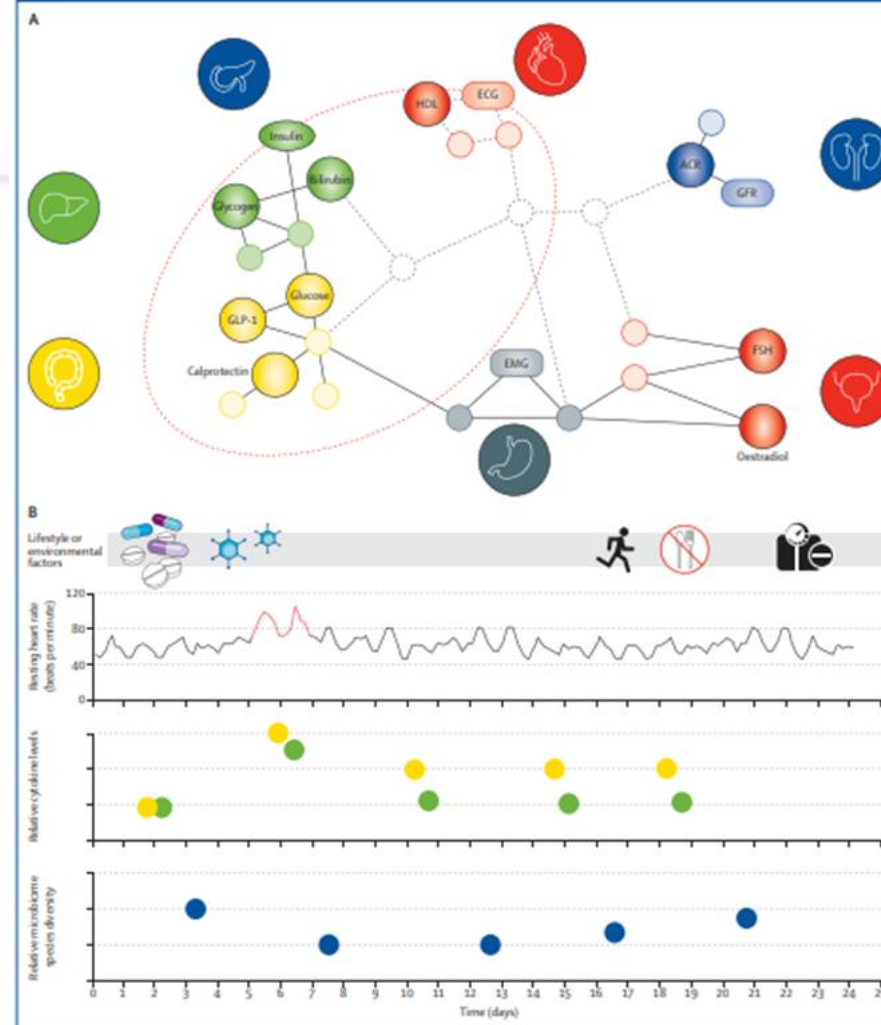 A
HDL
ECG
Insulin
Bilirubin
Glycogen
ACR
GFR
Glucose
GLP-1
Calprotectin
EMG
FSH
Oestradiol
B
Lifestyle or
environmental
factors
Resting heart rate
(beats per minute)
120
80
40
0
Relative cytokine levels
Relative microbiome
species diversity
0 1 2 3 4 5 6 7 8 9 10 11 12 13 14 15 16 17 18 19 20 21 22 23 24
Time (days)